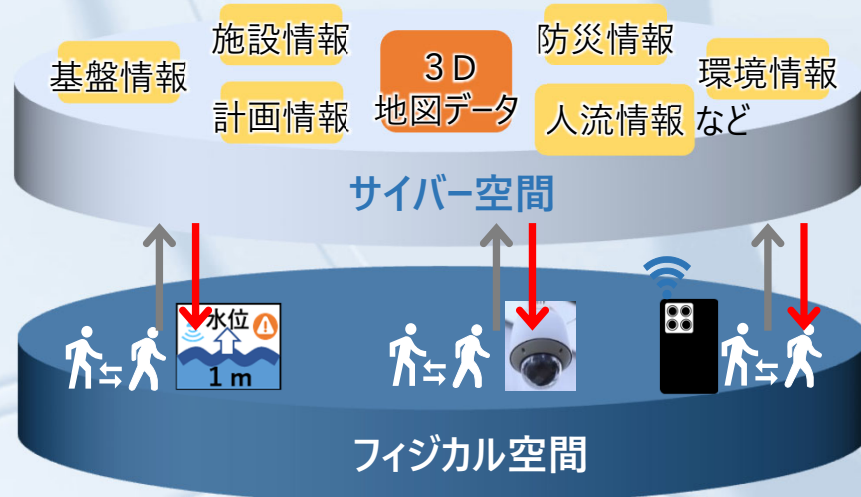 基盤情報
施設情報
計画情報
３Ｄ
地図データ
防災情報
人流情報
環境情報
など
サイバー空間
水位
1 m
フィジカル空間